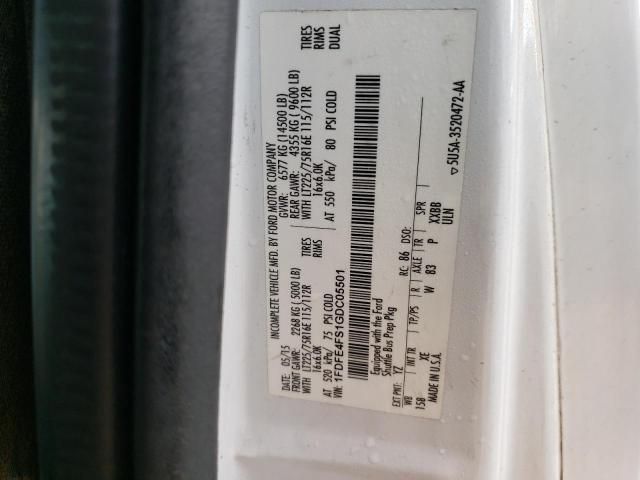 INCOMPLETE VEHICLE MFD. BY FORD MOTOR COMPANY
DATE: 05/15 GVWR: 6577 KG (14500 LB)
FRONT GAWR: 2268 KG (5000 LB) REAR GAWR: 4355 KG ( 9600 LB)
WITH LT225/75R16E 115/112R TIRES WITH LT225/75R16E 115/112R TIRES
16x6.0K RIMS 16x6.0K RIMS
AT 520 kPa/ 75 PSI COLD AT 550 kPa/ 80 PSI COLD DUAL
VIN: 1FDFE4FS1GDC05501
Equipped with the Ford
Shuttle Bus Prep Pkg
EXT PNT: YZ RC: 86 DSO:
WB INT TR TP/PS R AXLE TR SPR
158 XE W 83 P XXBB
MADE IN U.S.A. ULN
▽5U5A-3520472-AA